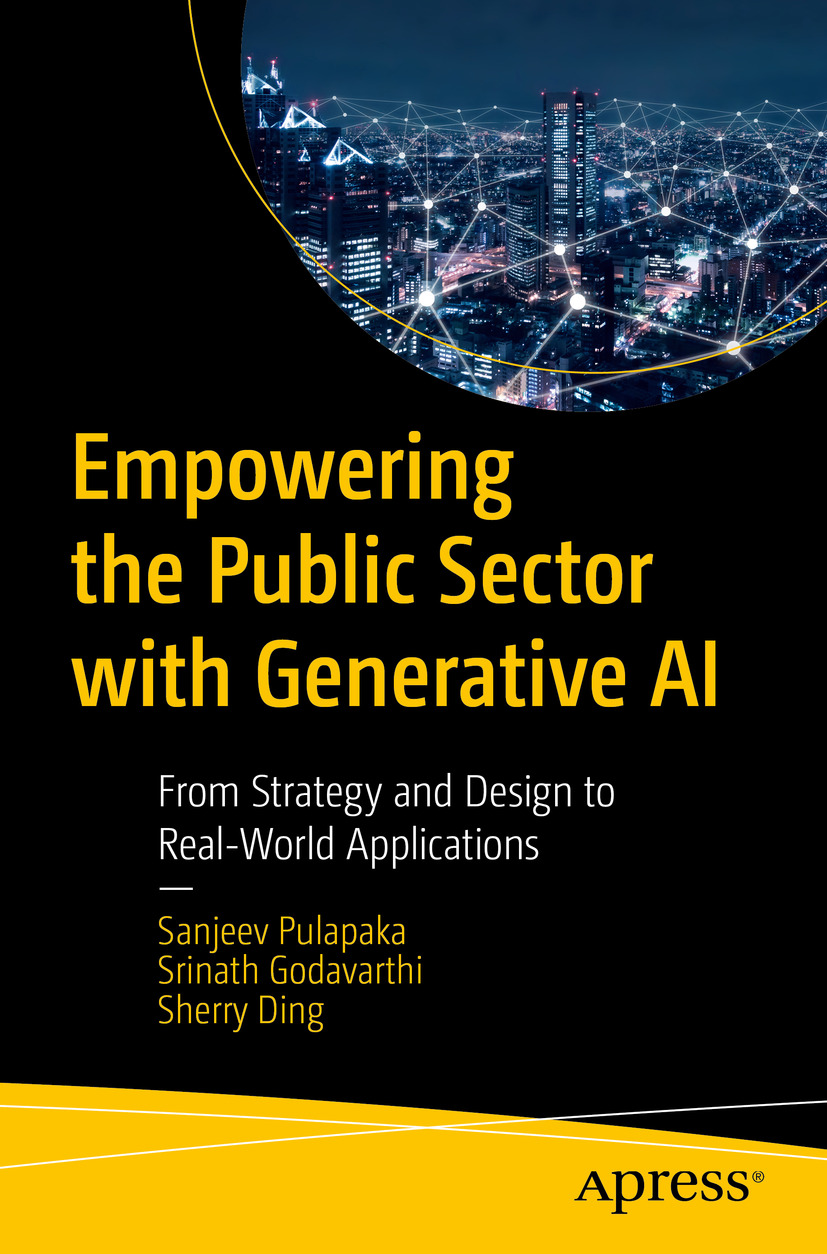 Empowering
the Public Sector
with Generative AI
From Strategy and Design to
Real-World Applications
Sanjeev Pulapaka
Srinath Godavarthi
Sherry Ding
Apress®